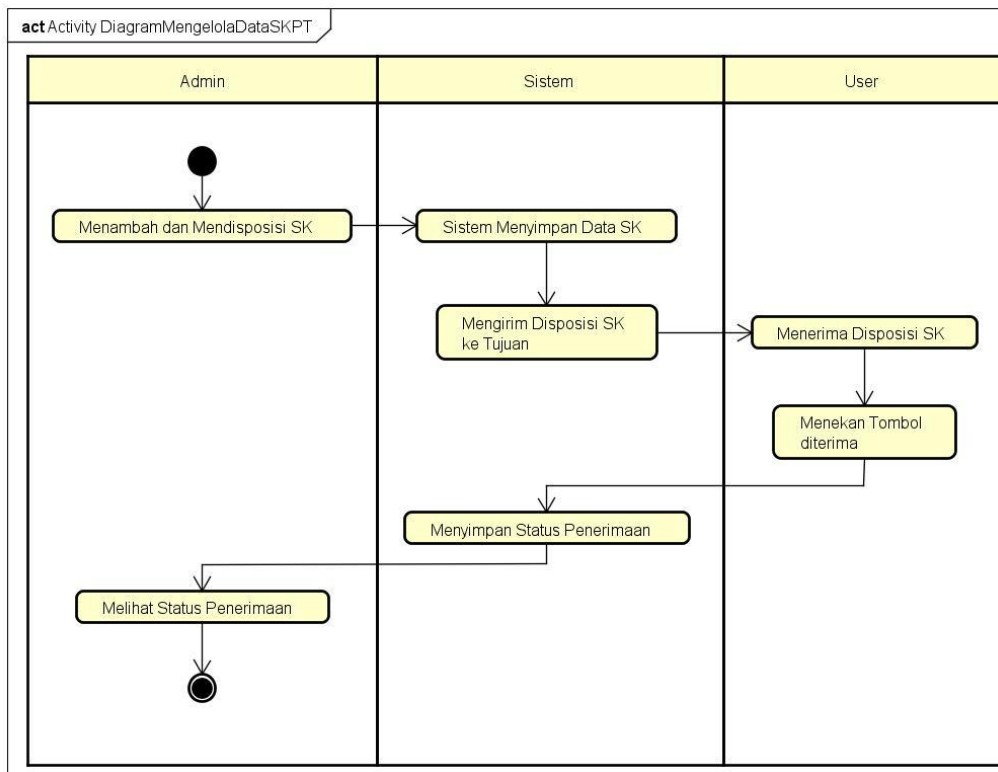 act Activity DiagramMengelolaDataSKPT
Admin
Sistem
User
Menambah dan Mendisposisi SK
Sistem Menyimpan Data SK
Mengirim Disposisi SK
ke Tujuan
Menerima Disposisi SK
Menekan Tombol
diterima
Menyimpan Status Penerimaan
Melihat Status Penerimaan